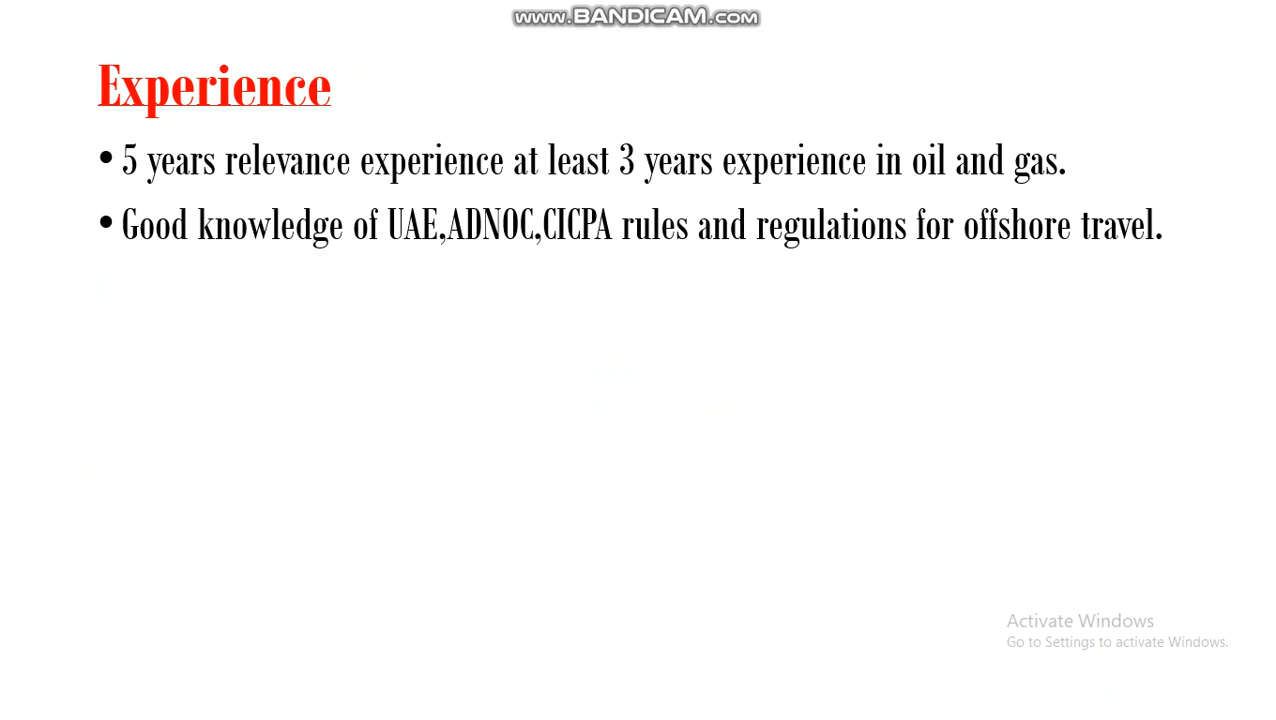 www.BANDICAM.com
Experience
• 5 years relevance experience at least 3 years experience in oil and gas.
• Good knowledge of UAE,ADNOC,CICPA rules and regulations for offshore travel.
Activate Windows
Go to Settings to activate Windows.